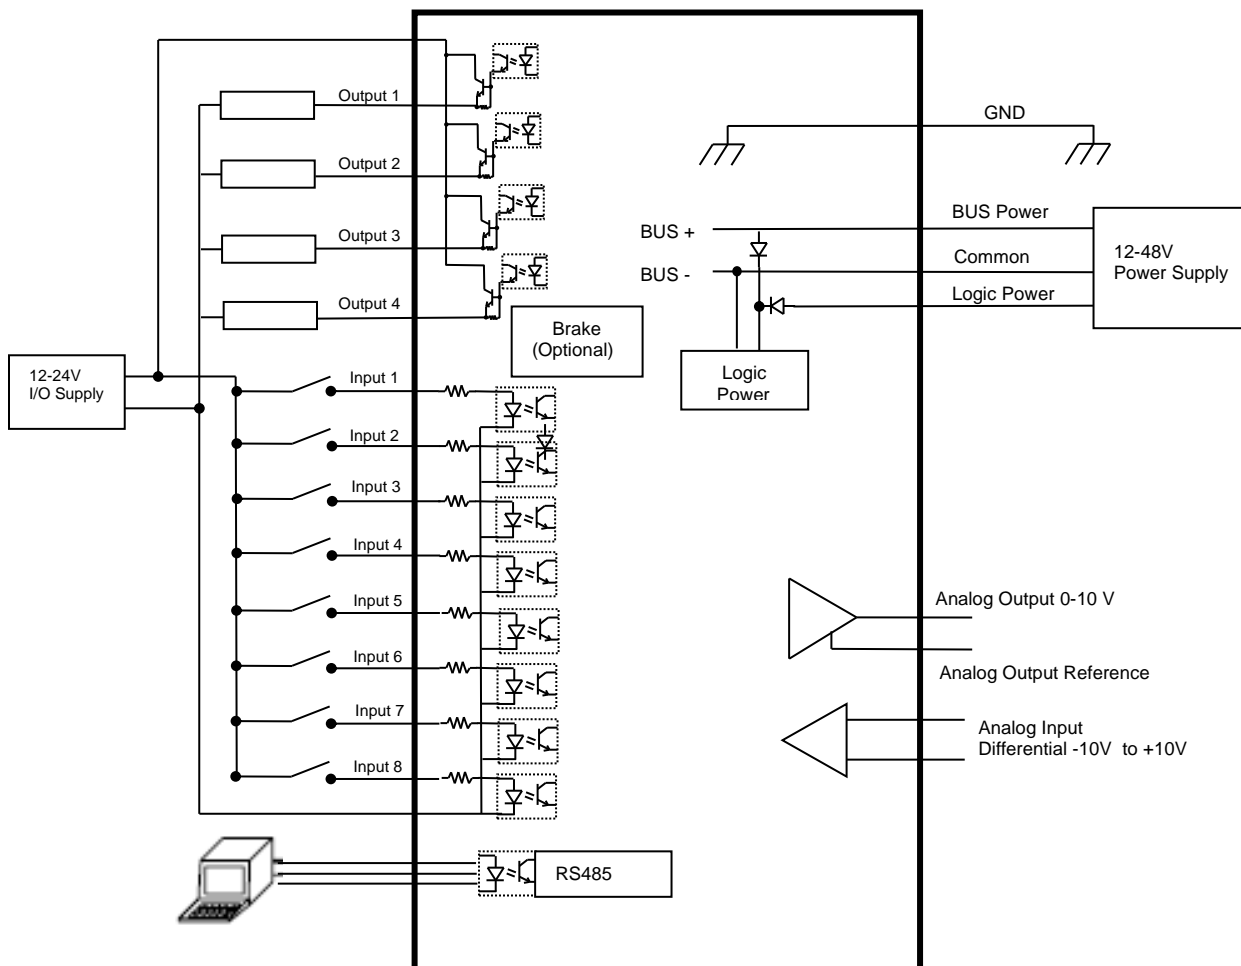 Output 1
Output 2
Output 3
Output 4
12-24V
I/O Supply
Input 1
Input 2
Input 3
Input 4
Input 5
Input 6
Input 7
Input 8
Brake
(Optional)
RS485
GND
BUS +
BUS -
BUS Power
Common
Logic Power
12-48V
Power Supply
Logic
Power
Analog Output 0-10 V
Analog Output Reference
Analog Input
Differential -10V to +10V